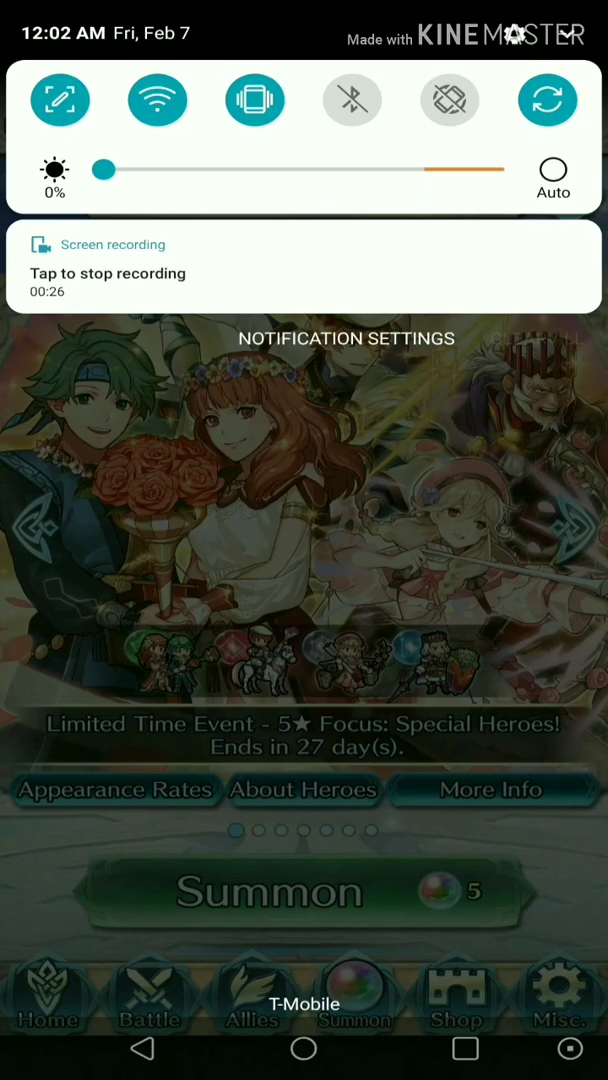 12:02 AM Fri, Feb 7
Made with KINEMASTER
0%
Auto
Screen recording
Tap to stop recording
00:26
NOTIFICATION SETTINGS
Limited Time Event - 5★ Focus: Special Heroes!
Ends in 27 day(s).
Appearance Rates
About Heroes
More Info
Summon 5
Home
Battle
Allies
Summon
Shop
Misc.
T-Mobile